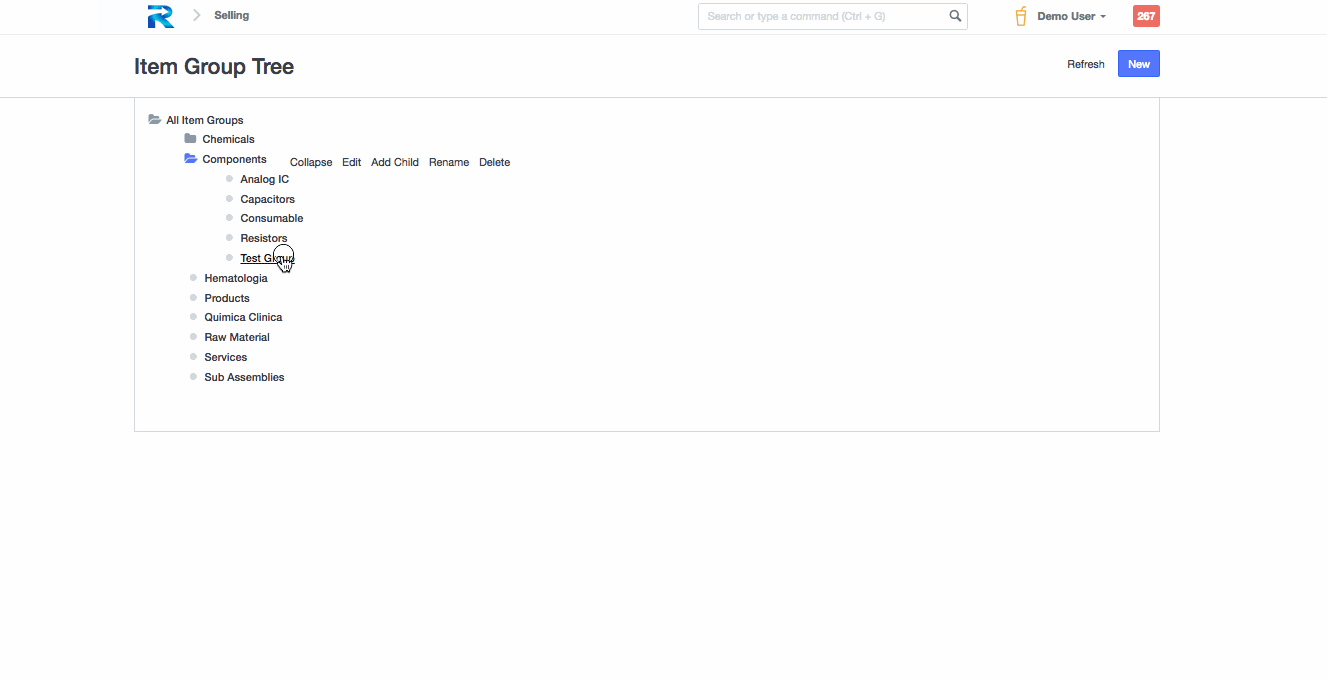 Selling
Search or type a command (Ctrl + G)
Demo User
267
Item Group Tree
Refresh
New
All Item Groups
Chemicals
Components
Collapse Edit Add Child Rename Delete
Analog IC
Capacitors
Consumable
Resistors
Test Group
Hematologia
Products
Quimica Clinica
Raw Material
Services
Sub Assemblies